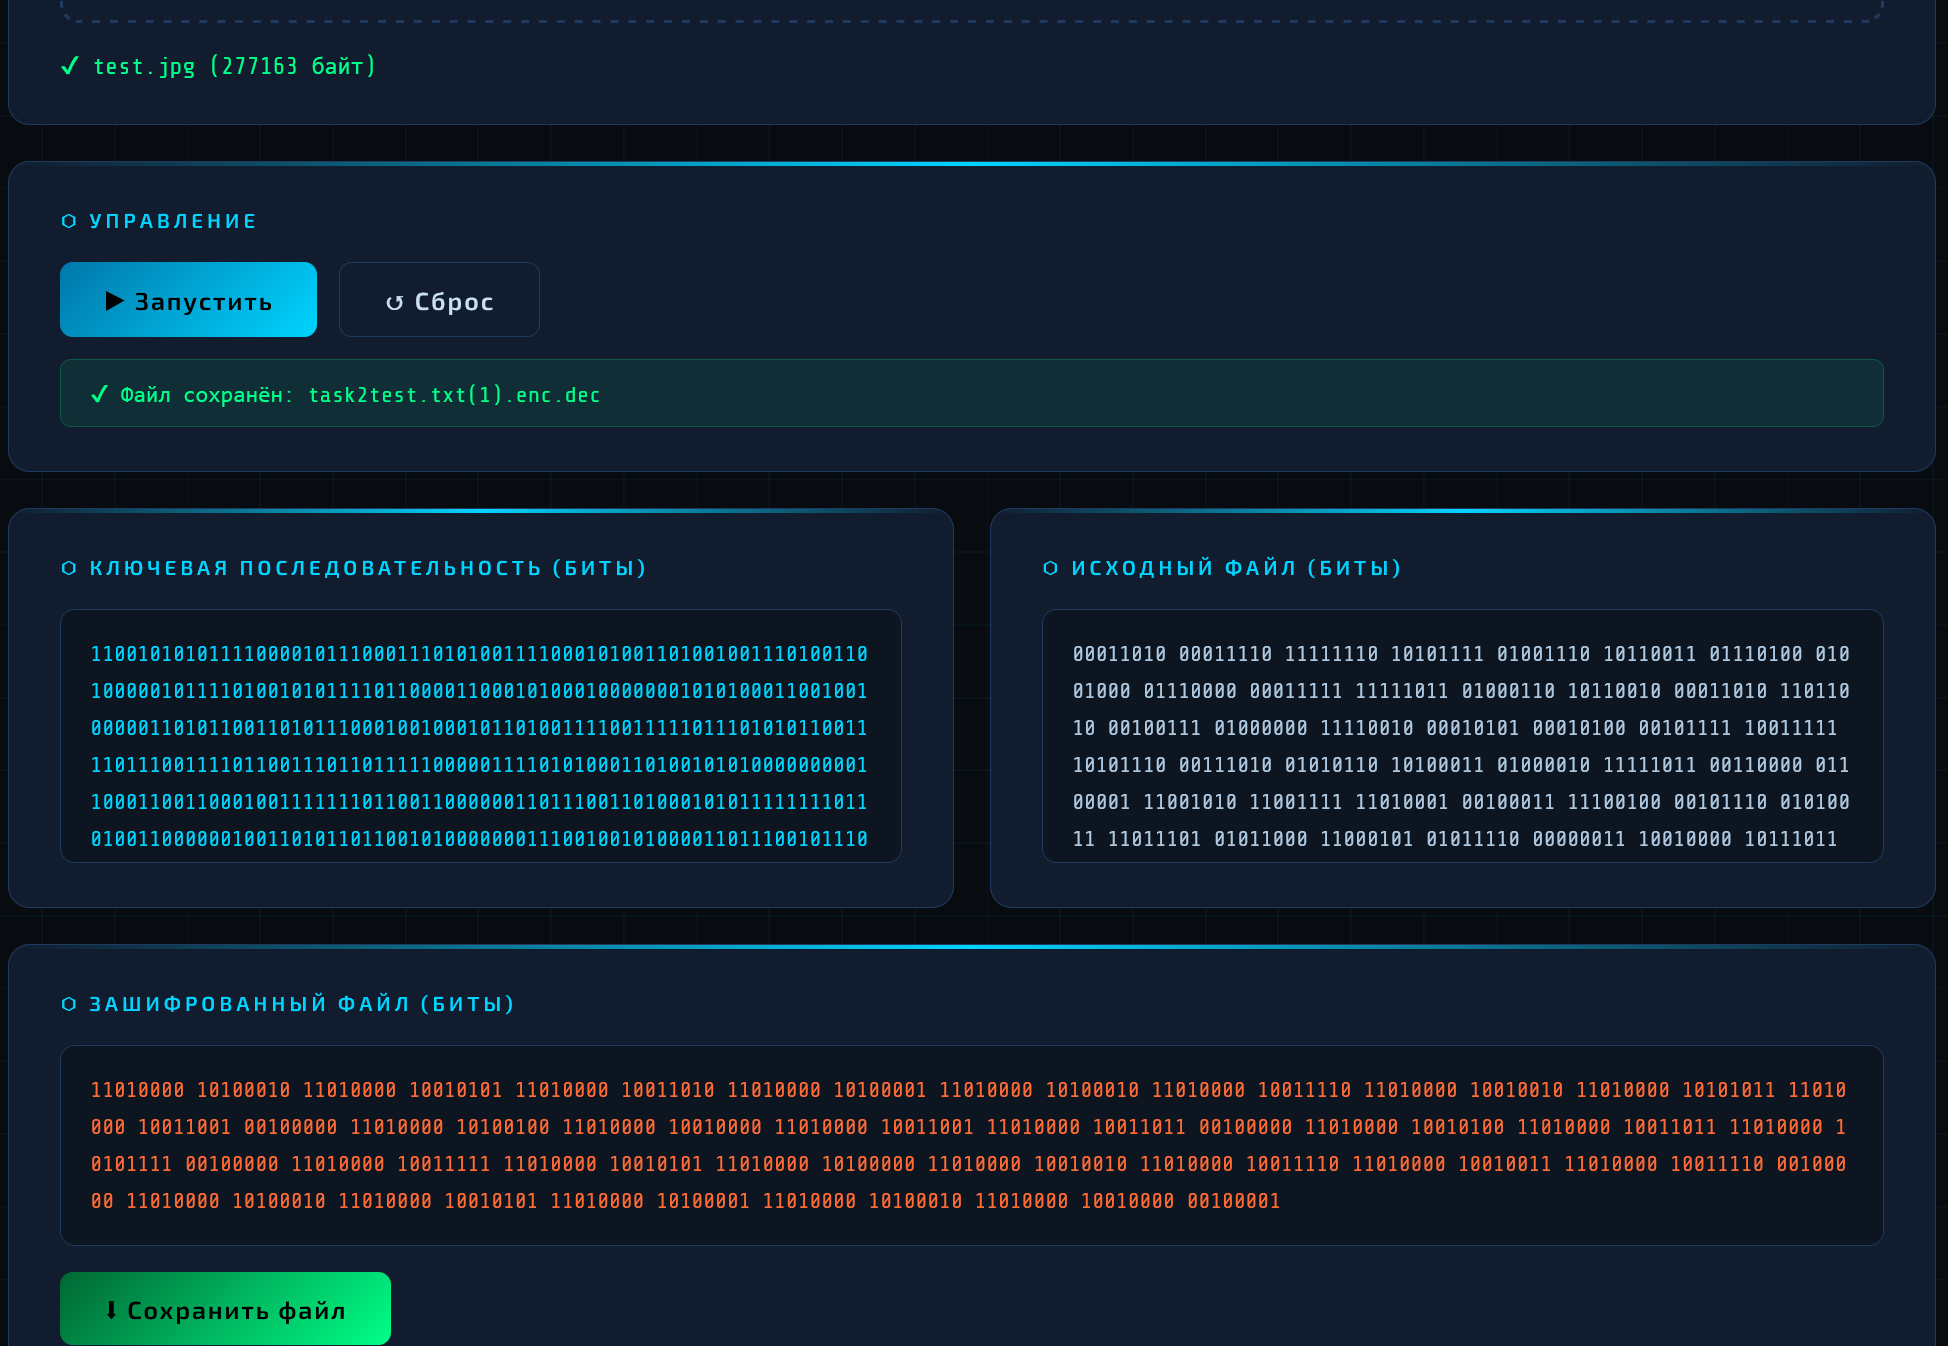 ✓ test.jpg (277163 байт)
УПРАВЛЕНИЕ
▶ Запустить
↺ Сброс
✓ Файл сохранён: task2test.txt(1).enc.dec
КЛЮЧЕВАЯ ПОСЛЕДОВАТЕЛЬНОСТЬ (БИТЫ)
110010101011110000101110001110101001111000101001101001001110100110
100000101111010010101111011000011000101000100000001010100011001001
000001101011001101011100010010001011010011110011111011101010110011
110111001111011001110110111110000011110101000110100101010000000001
100011001100010011111110110011000000110111001101000101011111111011
010011000000100110101101100101000000011100100101000011011100101110
ИСХОДНЫЙ ФАЙЛ (БИТЫ)
00011010 00011110 11111110 10101111 01001110 10110011 01110100 010
01000 01110000 00011111 11111011 01000110 10110010 00011010 110110
10 00100111 01000000 11110010 00010101 00010100 00101111 10011111
10101110 00111010 01010110 10100011 01000010 11111011 00110000 011
00001 11001010 11001111 11010001 00100011 11100100 00101110 010100
11 11011101 01011000 11000101 01011110 00000011 10010000 10111011
ЗАШИФРОВАННЫЙ ФАЙЛ (БИТЫ)
11010000 10100010 11010000 10010101 11010000 10011010 11010000 10100001 11010000 10100010 11010000 10011110 11010000 10010010 11010000 10101011 11010
000 10011001 00100000 11010000 10100100 11010000 10010000 11010000 10011001 11010000 10011011 00100000 11010000 10010100 11010000 10011011 11010000 1
0101111 00100000 11010000 10011111 11010000 10010101 11010000 10100000 11010000 10010010 11010000 10011110 11010000 10010011 11010000 10011110 001000
00 11010000 10100010 11010000 10010101 11010000 10100001 11010000 10100010 11010000 10010000 00100001
⬇ Сохранить файл